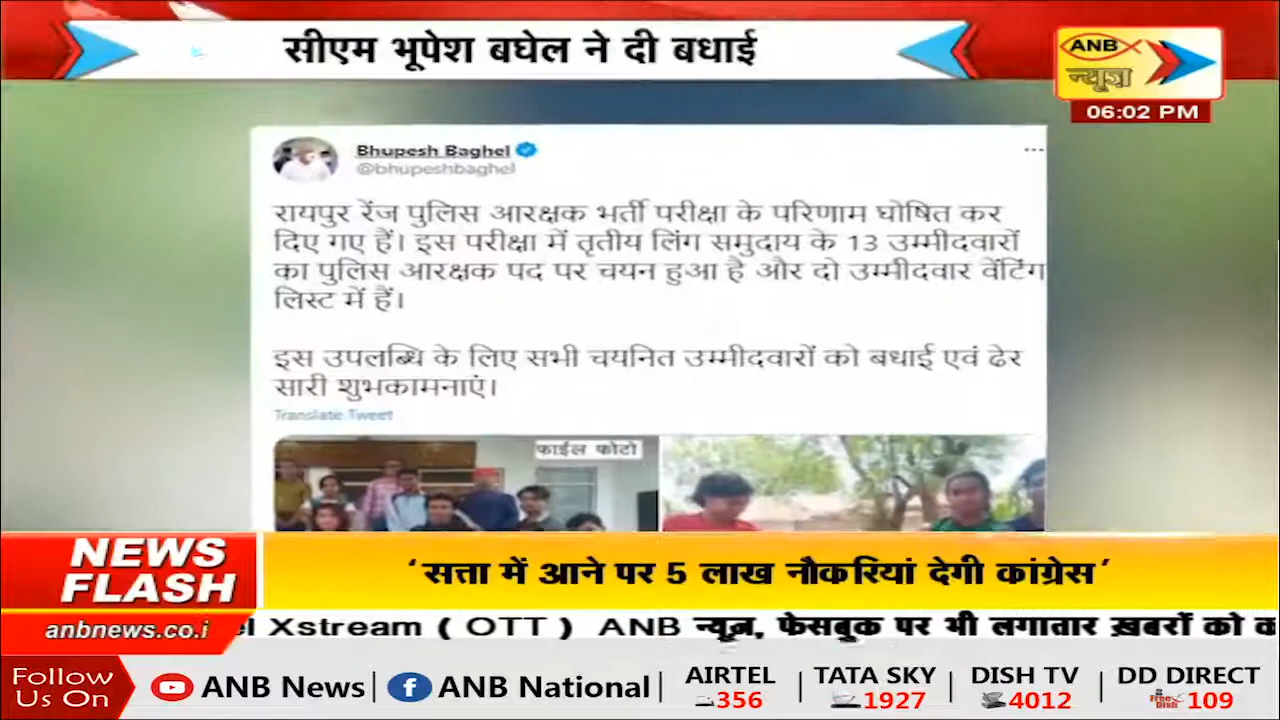 सीएम भूपेश बघेल ने दी बधाई
ANB
न्यूज़
06:02 PM
Bhupesh Baghel
@bhupeshbaghel
रायपुर रेंज पुलिस आरक्षक भर्ती परीक्षा के परिणाम घोषित कर
दिए गए हैं। इस परीक्षा में तृतीय लिंग समुदाय के 13 उम्मीदवारों
का पुलिस आरक्षक पद पर चयन हुआ है और दो उम्मीदवार वेंटिंग
लिस्ट में हैं।
इस उपलब्धि के लिए सभी चयनित उम्मीदवारों को बधाई एवं ढेर
सारी शुभकामनाएं।
Translate Tweet
फाईल फोटो
NEWS
FLASH
‘सत्ता में आने पर 5 लाख नौकरियां देगी कांग्रेस’
anbnews.co.i
el Xstream ( OTT ) ANB न्यूज़, फेसबुक पर भी लगातार ख़बरों को
Follow
Us On
ANB News
ANB National
AIRTEL
356
TATA SKY
1927
DISH TV
4012
DD DIRECT
Free Dish
109